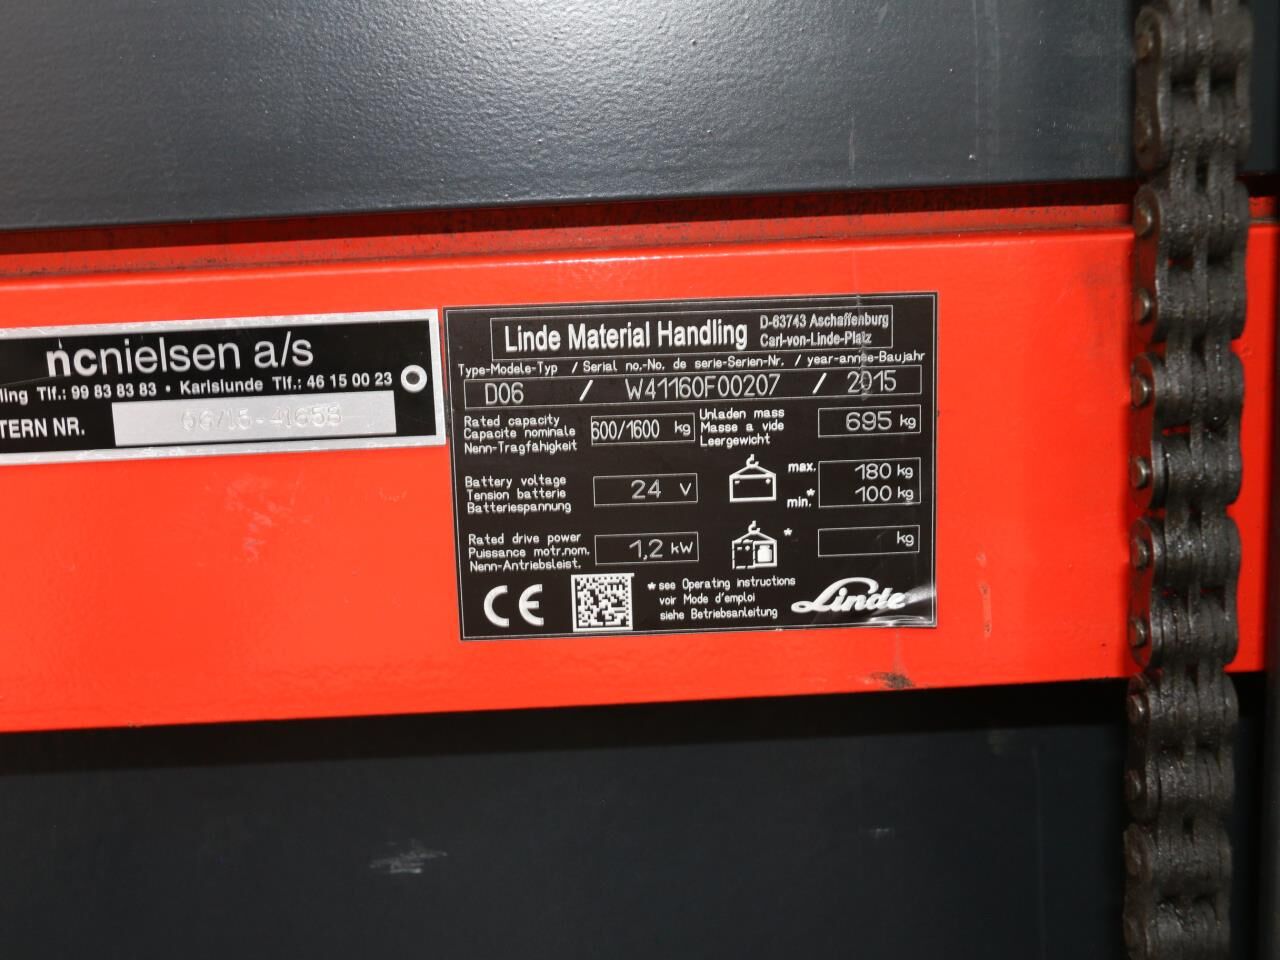 ncnielsen a/s
ling Tlf.: 99 83 83 83 • Karlslunde Tlf.: 46 15 00 23
TERN NR. 06/15-41658
Linde Material Handling
D-63743 Aschaffenburg
Carl-von-Linde-Platz
Type-Modele-Typ / Serial no.-No. de serie-Serien-Nr. / year-année-Baujahr
D06 / W41160F00207 / 2015
Rated capacity
Capacite nominale
Nenn-Tragfähigkeit
600/1600 kg
Unladen mass
Masse a vide
Leergewicht
695 kg
Battery voltage
Tension batterie
Batteriespannung
24 V
max. 180 kg
min.* 100 kg
Rated drive power
Puissance motr.nom.
Nenn-Antriebsleist.
1,2 kW
* kg
CE
* see Operating instructions
voir Mode d'emploi
siehe Betriebsanleitung
Linde